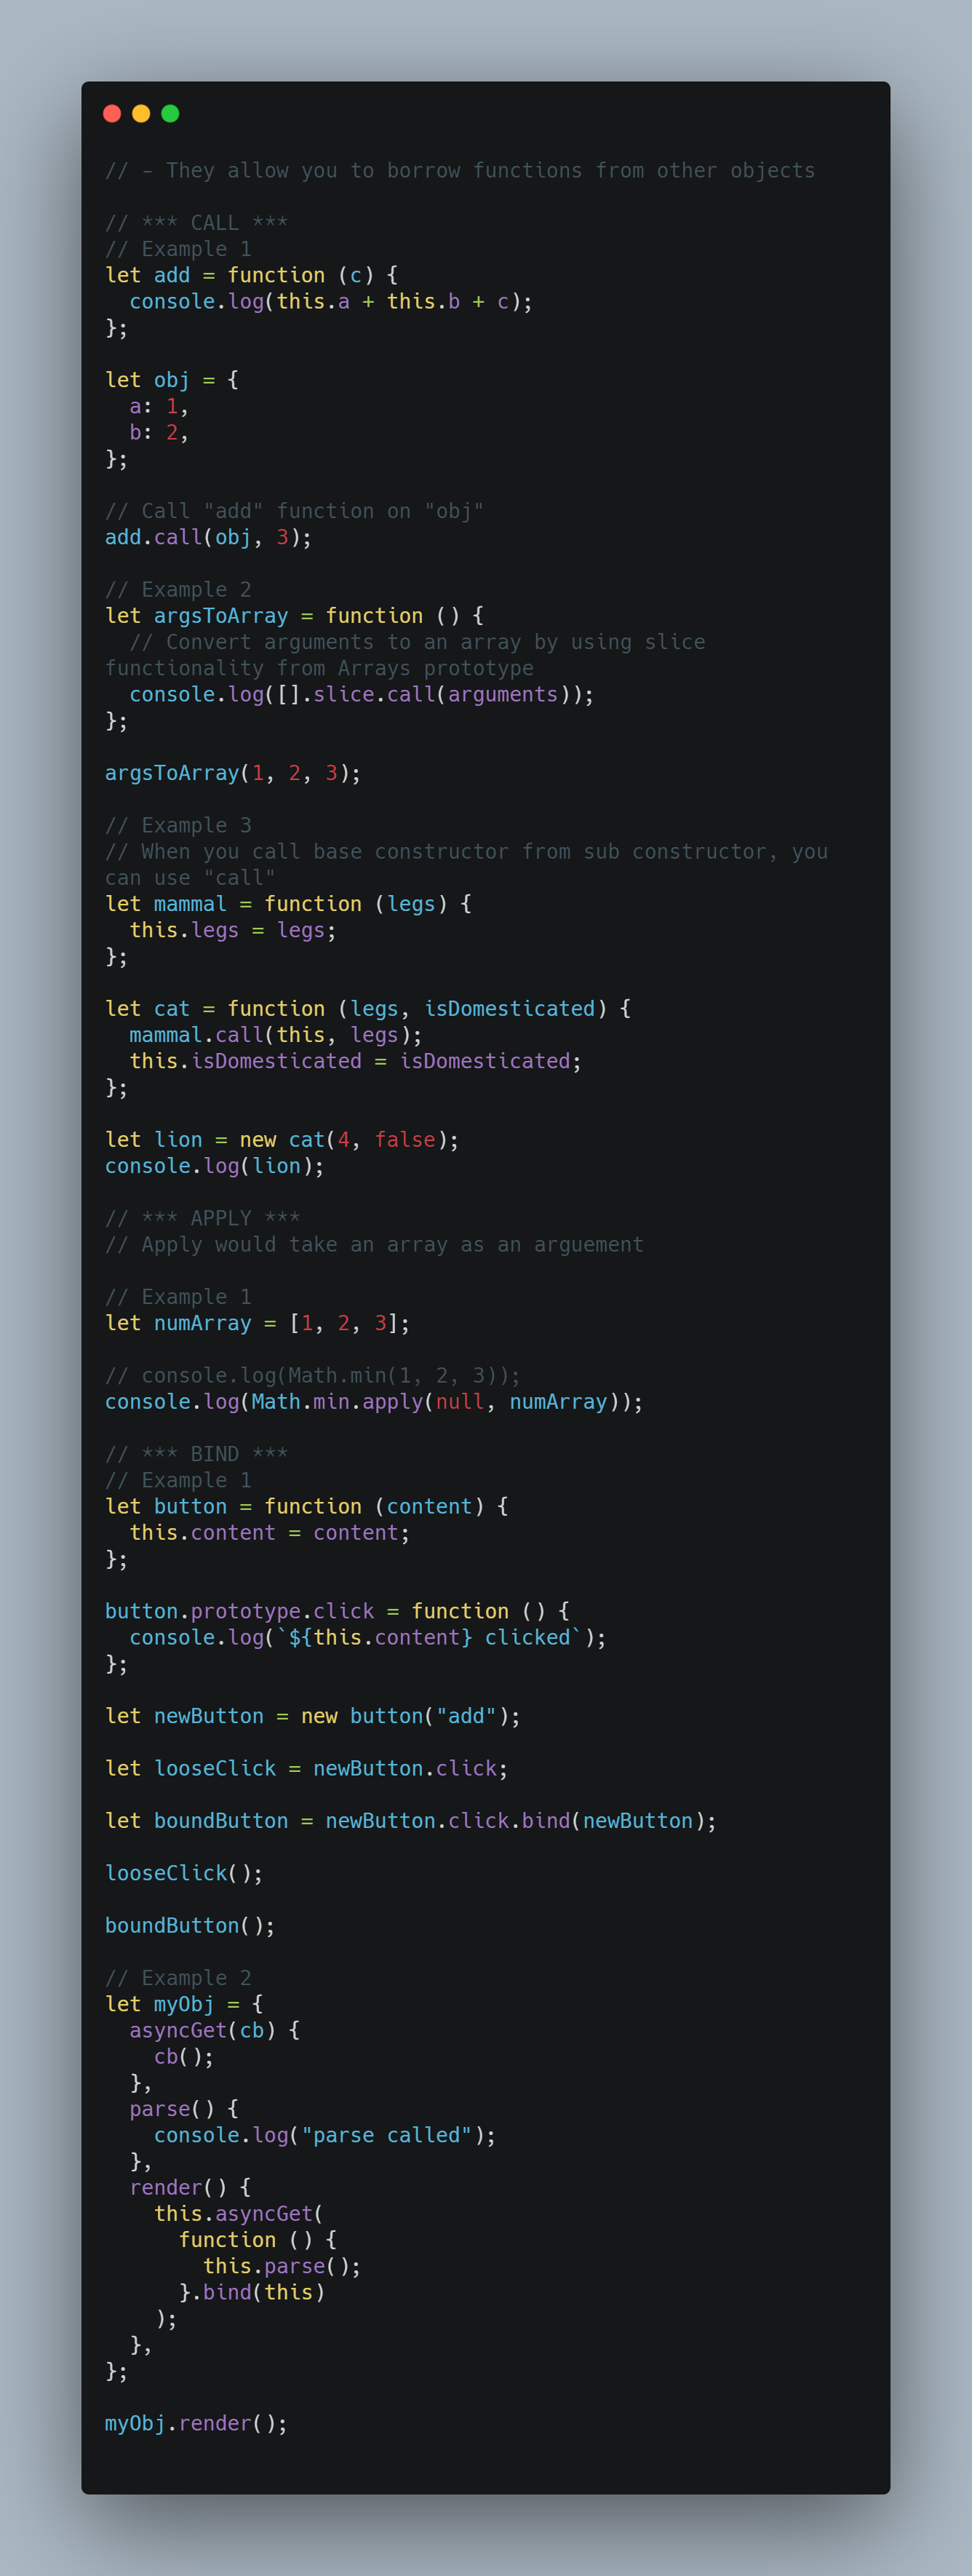 // - They allow you to borrow functions from other objects

// *** CALL ***
// Example 1
let add = function (c) {
  console.log(this.a + this.b + c);
};

let obj = {
  a: 1,
  b: 2,
};

// Call "add" function on "obj"
add.call(obj, 3);

// Example 2
let argsToArray = function () {
  // Convert arguments to an array by using slice
functionality from Arrays prototype
  console.log([].slice.call(arguments));
};

argsToArray(1, 2, 3);

// Example 3
// When you call base constructor from sub constructor, you
can use "call"
let mammal = function (legs) {
  this.legs = legs;
};

let cat = function (legs, isDomesticated) {
  mammal.call(this, legs);
  this.isDomesticated = isDomesticated;
};

let lion = new cat(4, false);
console.log(lion);

// *** APPLY ***
// Apply would take an array as an arguement

// Example 1
let numArray = [1, 2, 3];

// console.log(Math.min(1, 2, 3));
console.log(Math.min.apply(null, numArray));

// *** BIND ***
// Example 1
let button = function (content) {
  this.content = content;
};

button.prototype.click = function () {
  console.log(`${this.content} clicked`);
};

let newButton = new button("add");

let looseClick = newButton.click;

let boundButton = newButton.click.bind(newButton);

looseClick();

boundButton();

// Example 2
let myObj = {
  asyncGet(cb) {
    cb();
  },
  parse() {
    console.log("parse called");
  },
  render() {
    this.asyncGet(
      function () {
        this.parse();
      }.bind(this)
    );
  },
};

myObj.render();